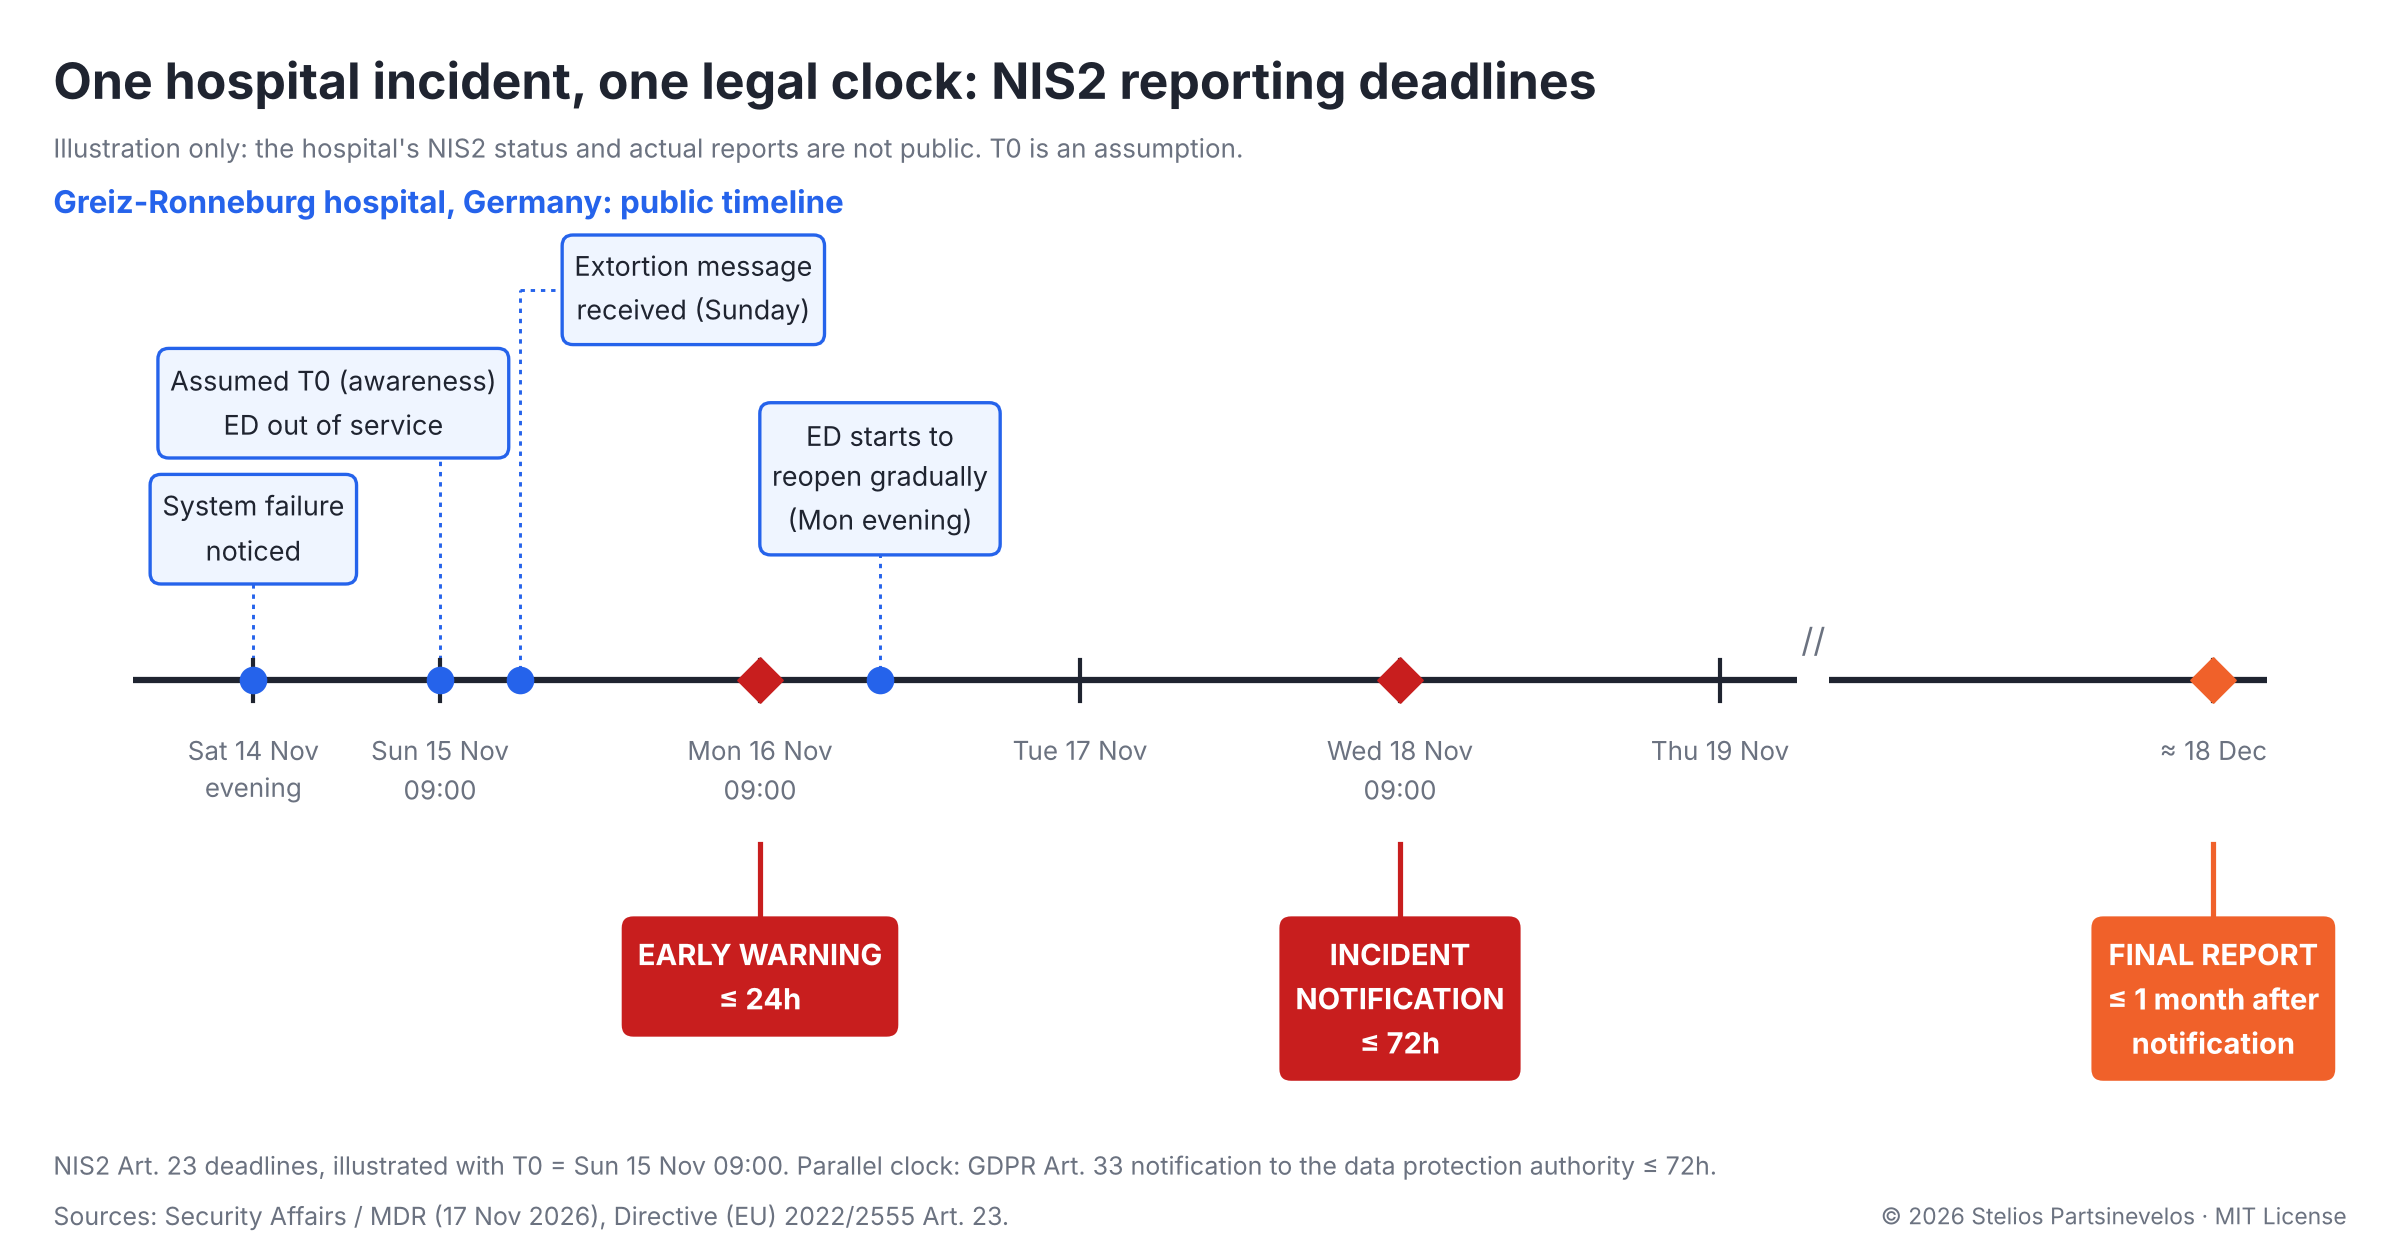 One hospital incident, one legal clock: NIS2 reporting deadlines
Illustration only: the hospital's NIS2 status and actual reports are not public. T0 is an assumption.
Greiz-Ronneburg hospital, Germany: public timeline
Extortion message
received (Sunday)
Assumed T0 (awareness)
ED out of service
System failure
noticed
ED starts to
reopen gradually
(Mon evening)
//
Sat 14 Nov
evening
Sun 15 Nov
09:00
Mon 16 Nov
09:00
Tue 17 Nov
Wed 18 Nov
09:00
Thu 19 Nov
≈ 18 Dec
EARLY WARNING
≤ 24h
INCIDENT
NOTIFICATION
≤ 72h
FINAL REPORT
≤ 1 month after
notification
NIS2 Art. 23 deadlines, illustrated with T0 = Sun 15 Nov 09:00. Parallel clock: GDPR Art. 33 notification to the data protection authority ≤ 72h.
Sources: Security Affairs / MDR (17 Nov 2026), Directive (EU) 2022/2555 Art. 23.
© 2026 Stelios Partsinevelos · MIT License